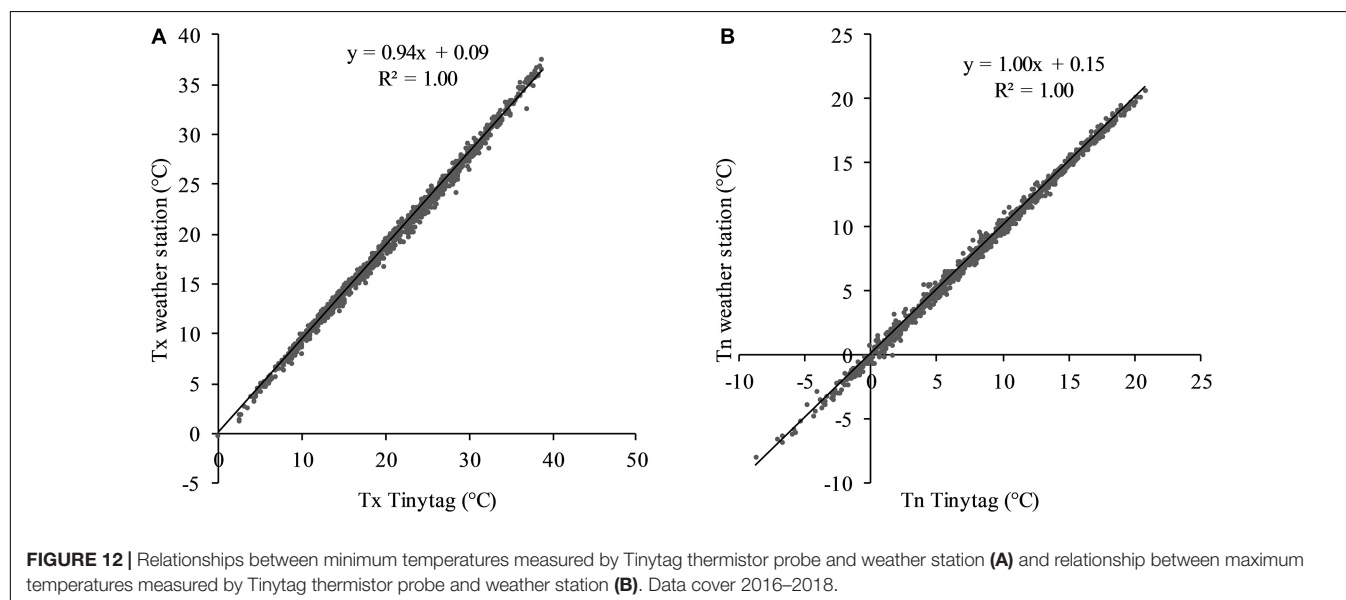 A
y = 0.94x + 0.09
R² = 1.00
40
35
30
25
20
15
10
5
0
-5
0 10 20 30 40 50
Tx weather station (°C)
Tx Tinytag (°C)
B
y = 1.00x + 0.15
R² = 1.00
25
20
15
10
5
0
-5
-10
-10 -5 0 5 10 15 20 25
Tn weather station (°C)
Tn Tinytag (°C)
FIGURE 12 | Relationships between minimum temperatures measured by Tinytag thermistor probe and weather station (A) and relationship between maximum
temperatures measured by Tinytag thermistor probe and weather station (B). Data cover 2016–2018.